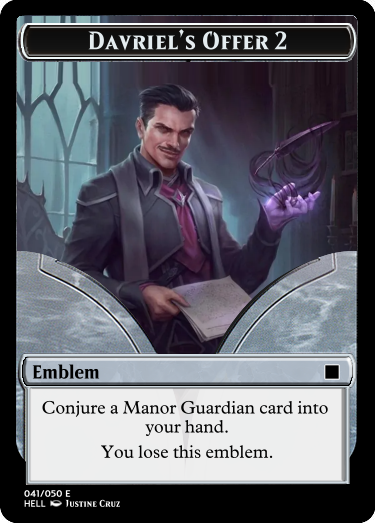 Davriel's Offer 2
Emblem
Conjure a Manor Guardian card into
your hand.
You lose this emblem.
041/050 E
HELL Justine Cruz